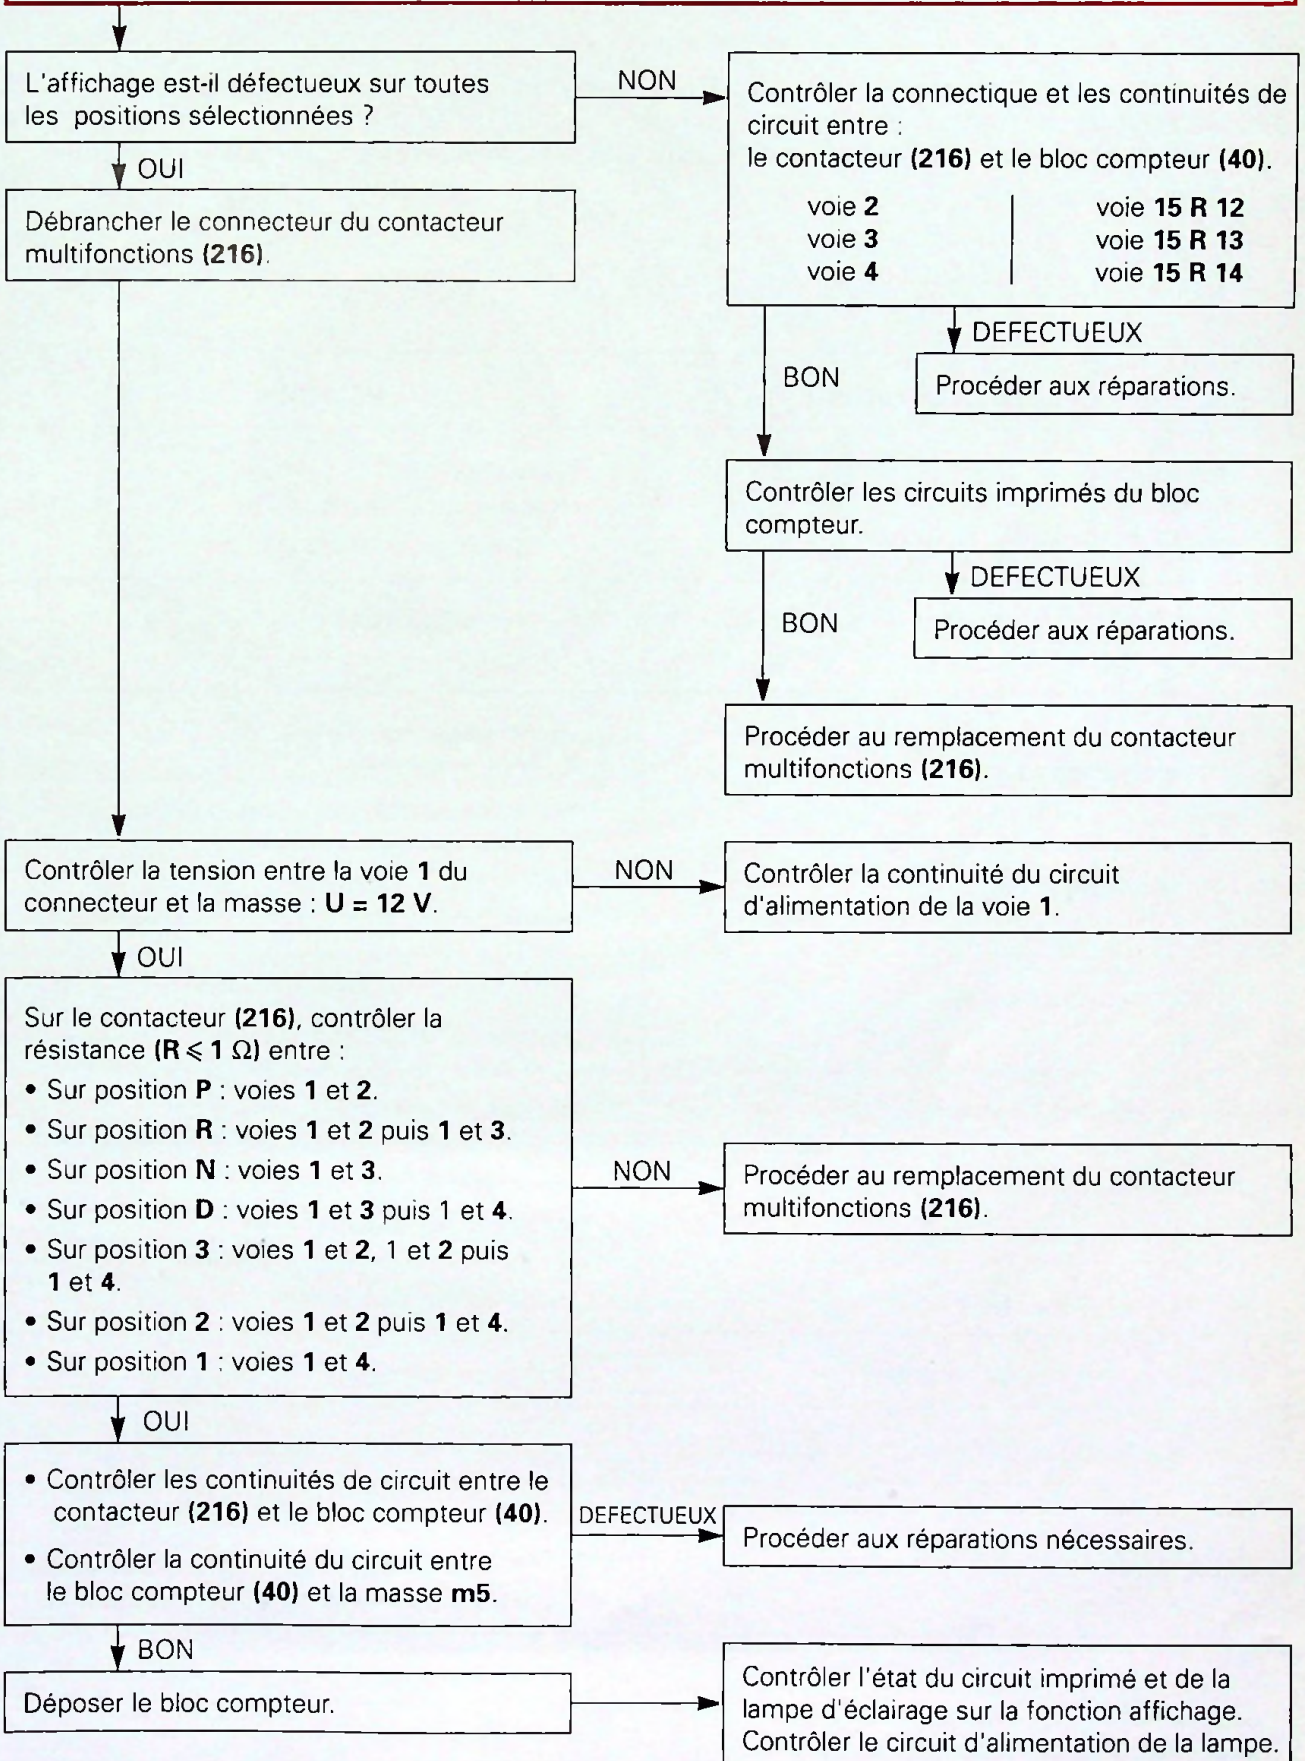 L'affichage est-il défectueux sur toutes
les positions sélectionnées ?
NON
Contrôler la connectique et les continuités de
circuit entre :
le contacteur (216) et le bloc compteur (40).
voie 2 voie 15 R 12
voie 3 voie 15 R 13
voie 4 voie 15 R 14
OUI
Débrancher le connecteur du contacteur
multifonctions (216).
DEFECTUEUX
BON
Procéder aux réparations.
Contrôler les circuits imprimés du bloc
compteur.
DEFECTUEUX
BON
Procéder aux réparations.
Procéder au remplacement du contacteur
multifonctions (216).
Contrôler la tension entre la voie 1 du
connecteur et la masse : U = 12 V.
NON
Contrôler la continuité du circuit
d'alimentation de la voie 1.
OUI
Sur le contacteur (216), contrôler la
résistance (R ⩽ 1 Ω) entre :
• Sur position P : voies 1 et 2.
• Sur position R : voies 1 et 2 puis 1 et 3.
• Sur position N : voies 1 et 3.
• Sur position D : voies 1 et 3 puis 1 et 4.
• Sur position 3 : voies 1 et 2, 1 et 2 puis
1 et 4.
• Sur position 2 : voies 1 et 2 puis 1 et 4.
• Sur position 1 : voies 1 et 4.
NON
Procéder au remplacement du contacteur
multifonctions (216).
OUI
• Contrôler les continuités de circuit entre le
contacteur (216) et le bloc compteur (40).
• Contrôler la continuité du circuit entre
le bloc compteur (40) et la masse m5.
DEFECTUEUX
Procéder aux réparations nécessaires.
BON
Déposer le bloc compteur.
Contrôler l'état du circuit imprimé et de la
lampe d'éclairage sur la fonction affichage.
Contrôler le circuit d'alimentation de la lampe.